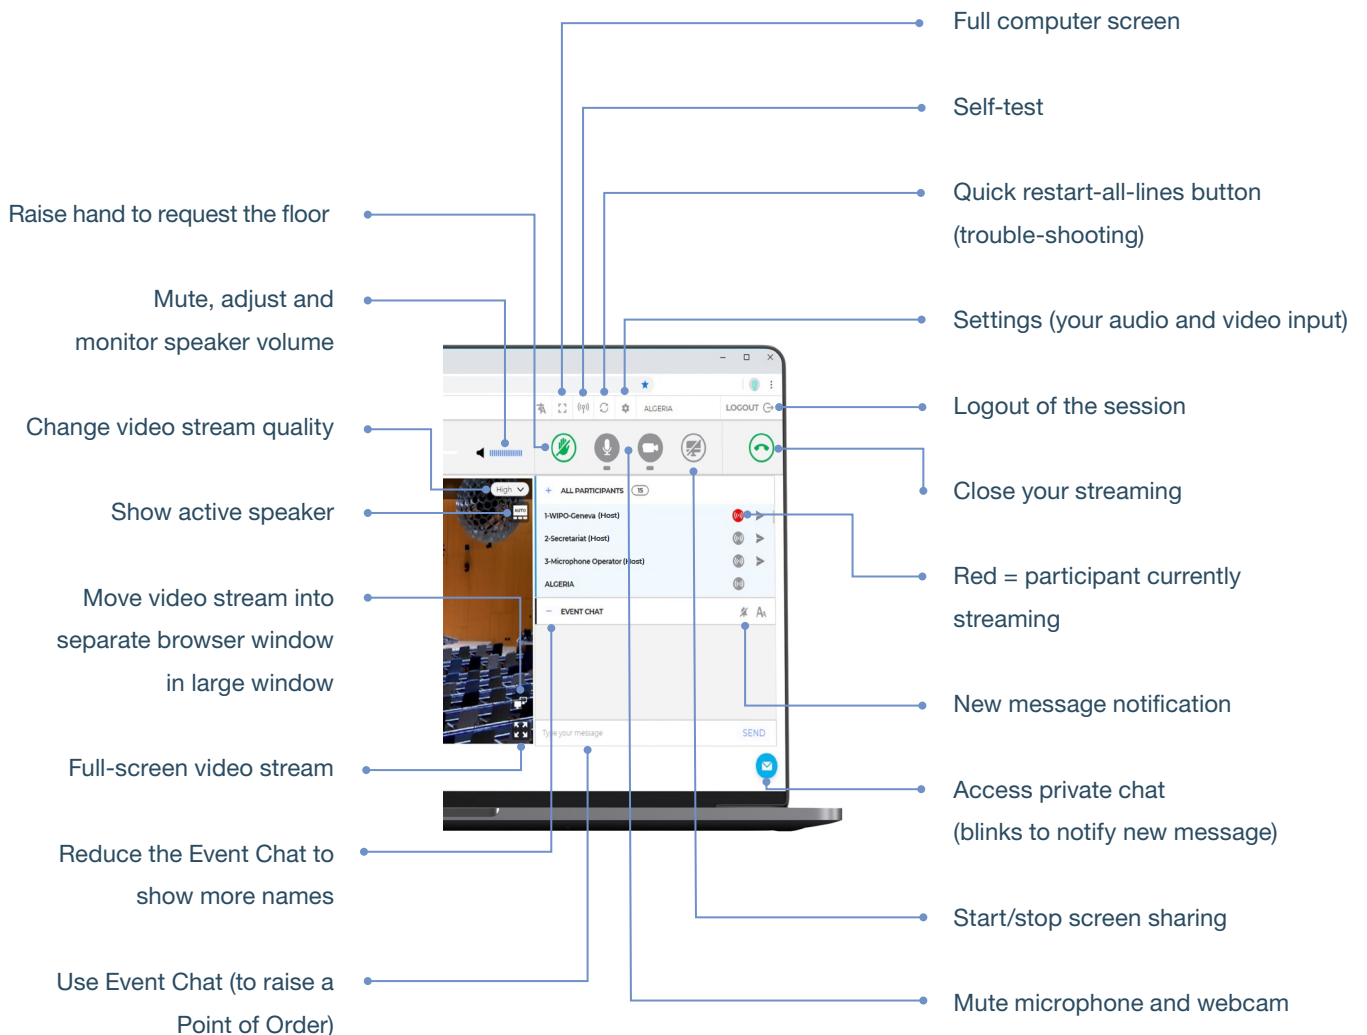 Full computer screen
Self-test
Quick restart-all-lines button
(trouble-shooting)
Raise hand to request the floor
Mute, adjust and
monitor speaker volume
Settings (your audio and video input)
ALGERIA
LOGOUT
Logout of the session
Change video stream quality
High
ALL PARTICIPANTS 15
Close your streaming
Show active speaker
AUTO
1-WIPO-Geneva (Host)
2-Secretariat (Host)
3-Microphone Operator (Host)
ALGERIA
Red = participant currently
streaming
Move video stream into
separate browser window
in large window
EVENT CHAT
AA
New message notification
Type your message
SEND
Full-screen video stream
Access private chat
(blinks to notify new message)
Reduce the Event Chat to
show more names
Start/stop screen sharing
Use Event Chat (to raise a
Point of Order)
Mute microphone and webcam